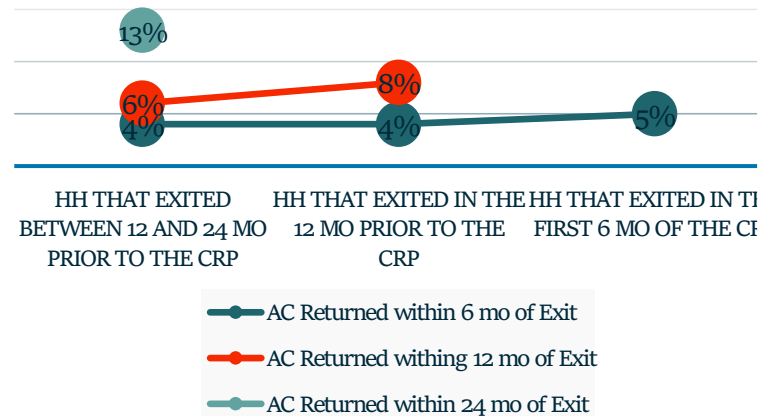 13%
6%
8%
4%
4%
5%
HH THAT EXITED
BETWEEN 12 AND 24 MO
PRIOR TO THE CRP
HH THAT EXITED IN THE
12 MO PRIOR TO THE
CRP
HH THAT EXITED IN
FIRST 6 MO OF THE
AC Returned within 6 mo of Exit
AC Returned withing 12 mo of Exit
AC Returned within 24 mo of Exit